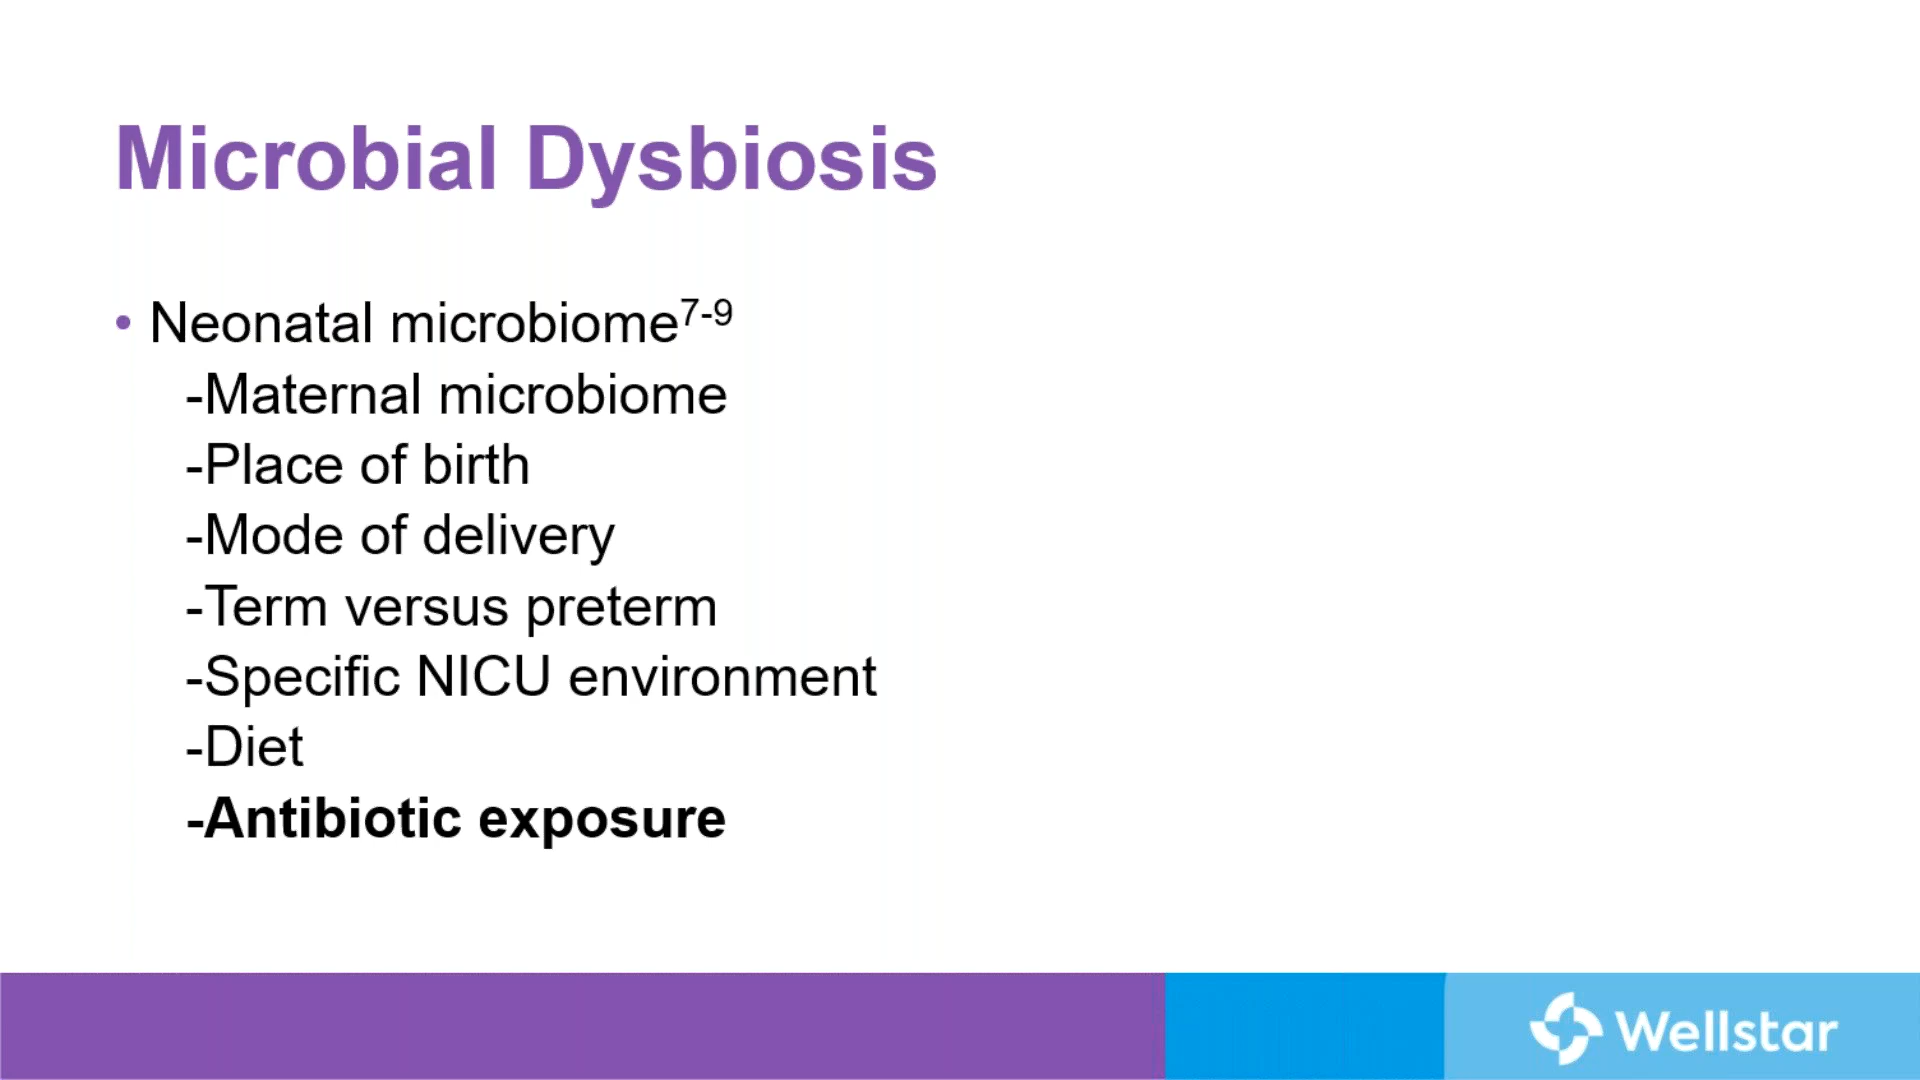 Microbial Dysbiosis
• Neonatal microbiome7-9
-Maternal microbiome
-Place of birth
-Mode of delivery
-Term versus preterm
-Specific NICU environment
-Diet
-Antibiotic exposure
Wellstar